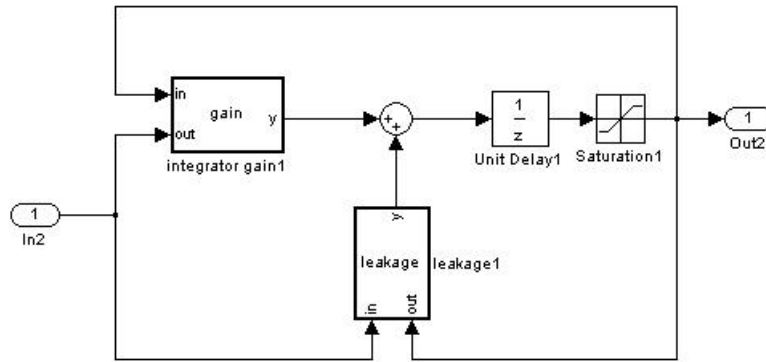 in
gain
y
out
integrator gain1
+
+
1
z
Unit Delay1
Saturation1
1
Out2
1
In2
y
leakage
leakage1
in
out